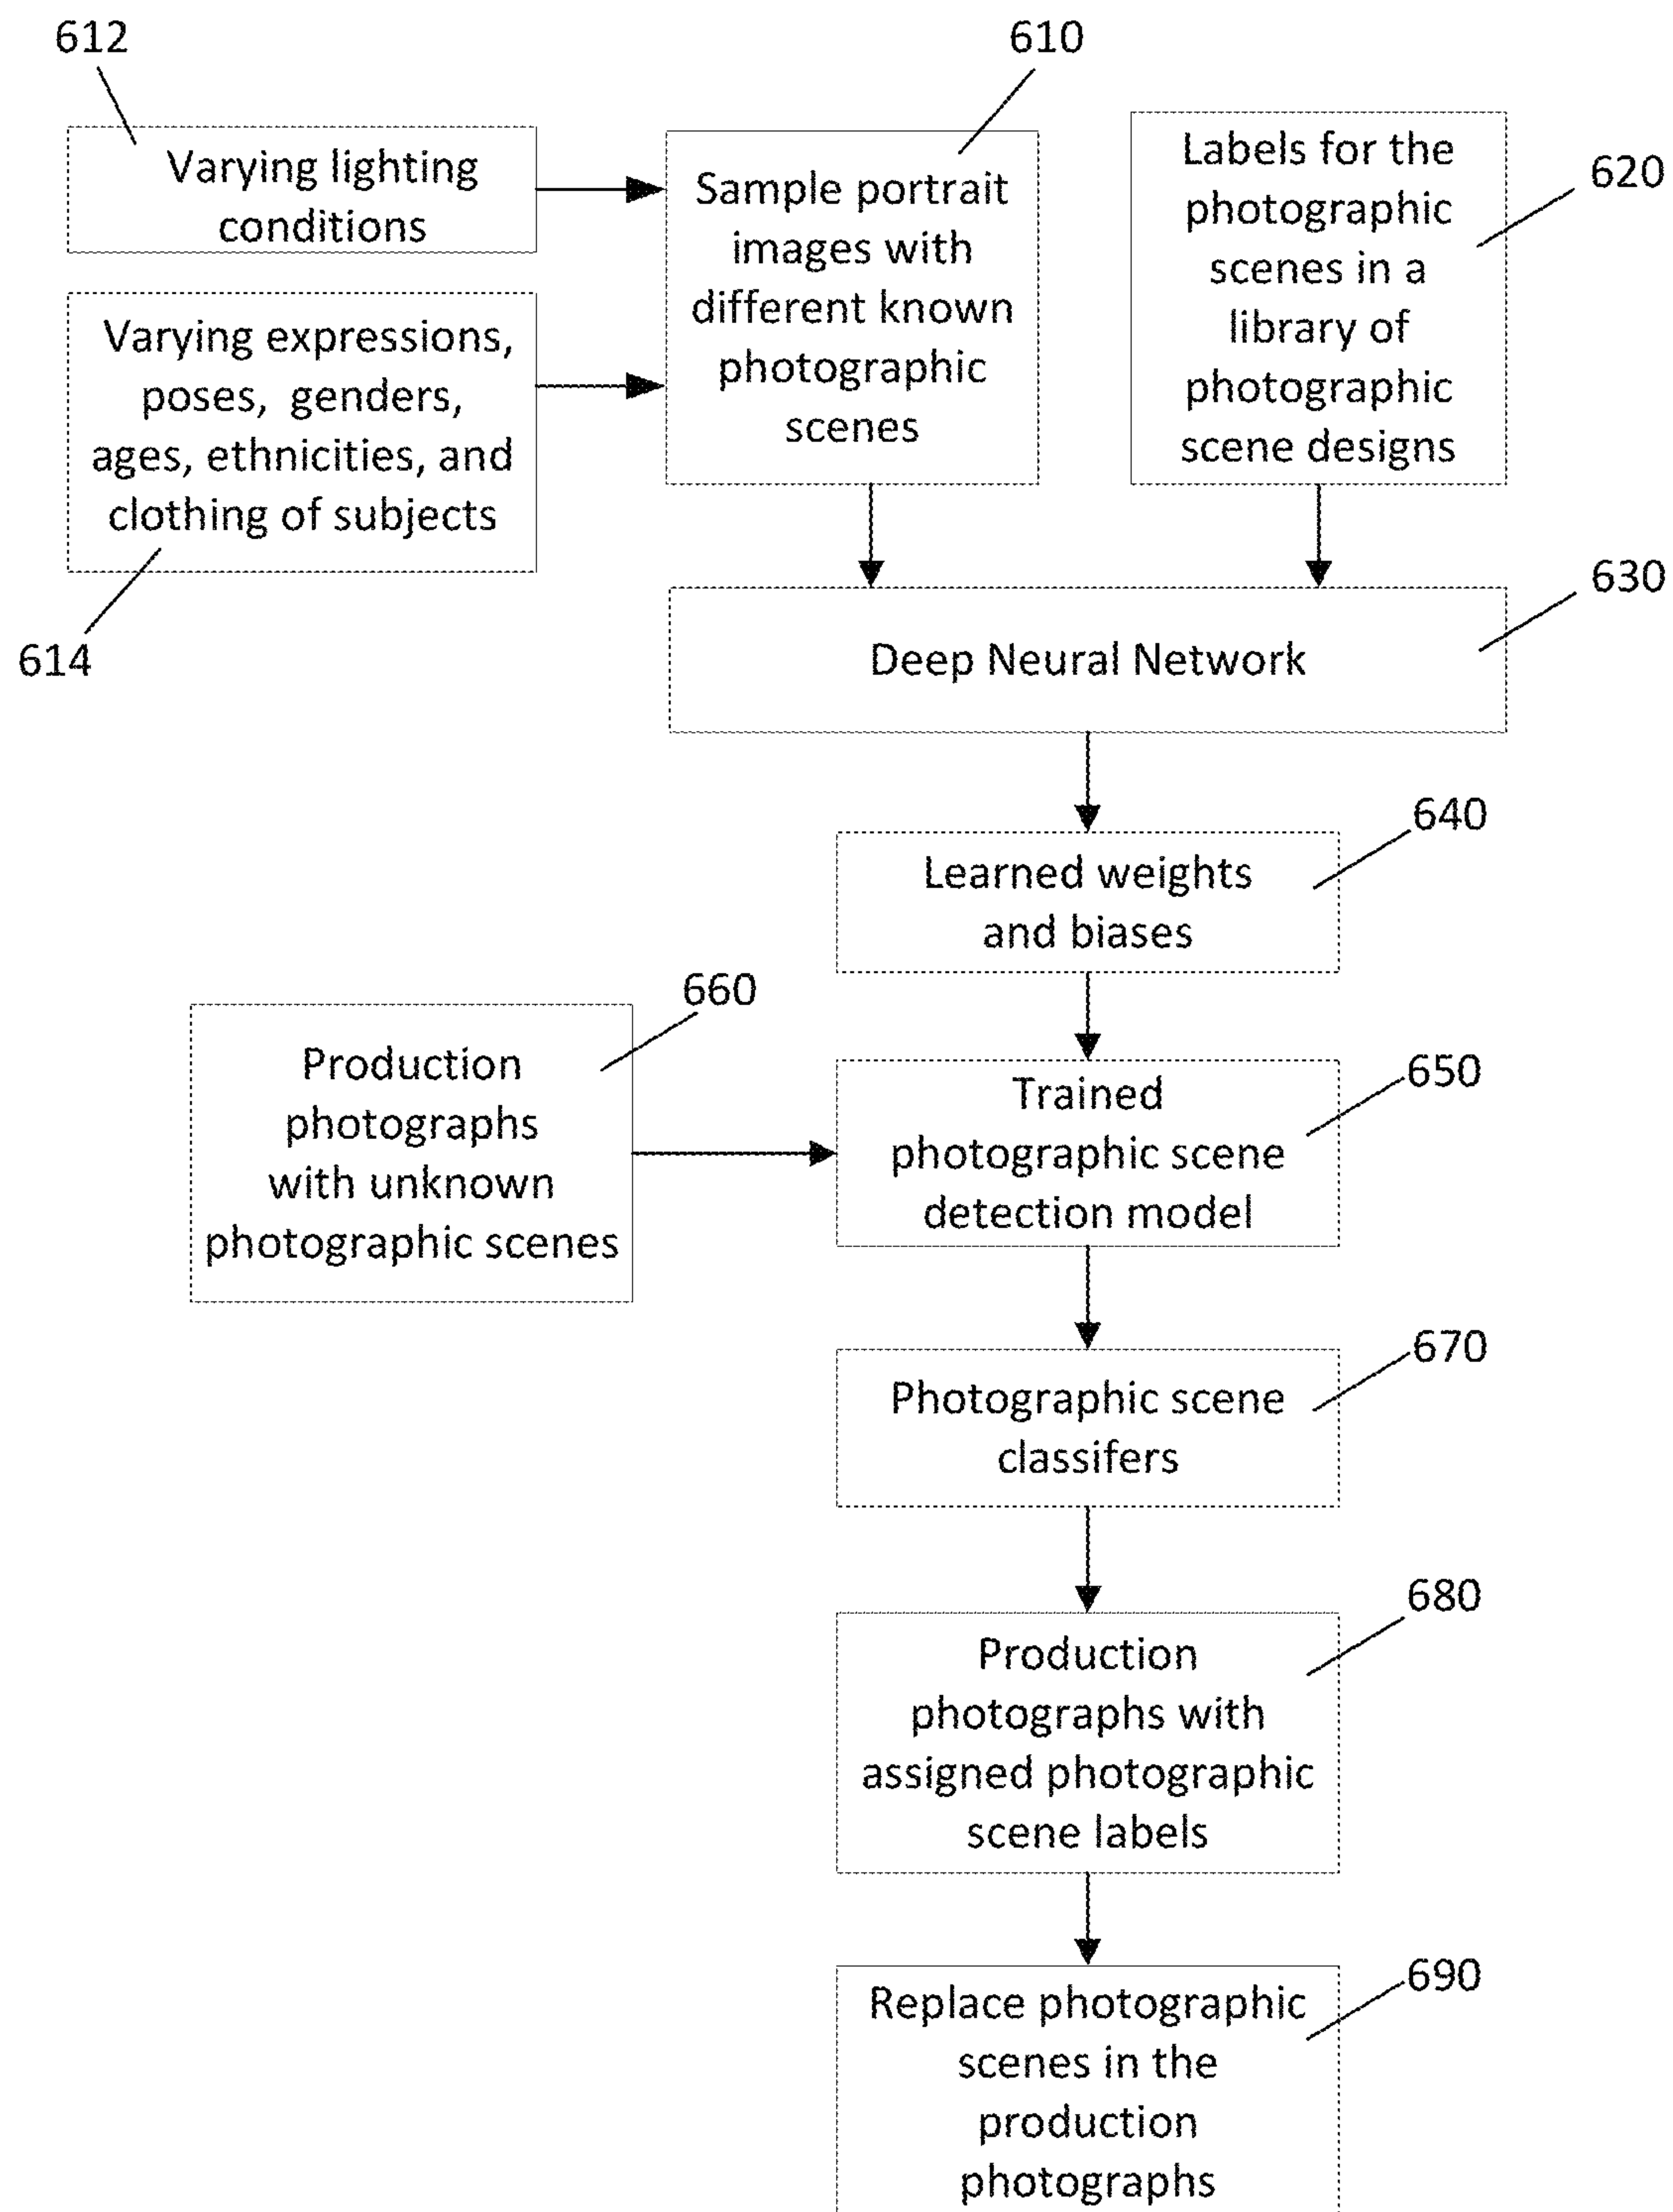 612
610
Varying lighting
conditions
Sample portrait
images with
different known
photographic
scenes
Labels for the
photographic
scenes in a
library of
photographic
scene designs
620
Varying expressions,
poses, genders,
ages, ethnicities, and
clothing of subjects
614
630
Deep Neural Network
640
Learned weights
and biases
660
Production
photographs
with unknown
photographic scenes
650
Trained
photographic scene
detection model
670
Photographic scene
classifers
680
Production
photographs with
assigned photographic
scene labels
690
Replace photographic
scenes in the
production
photographs